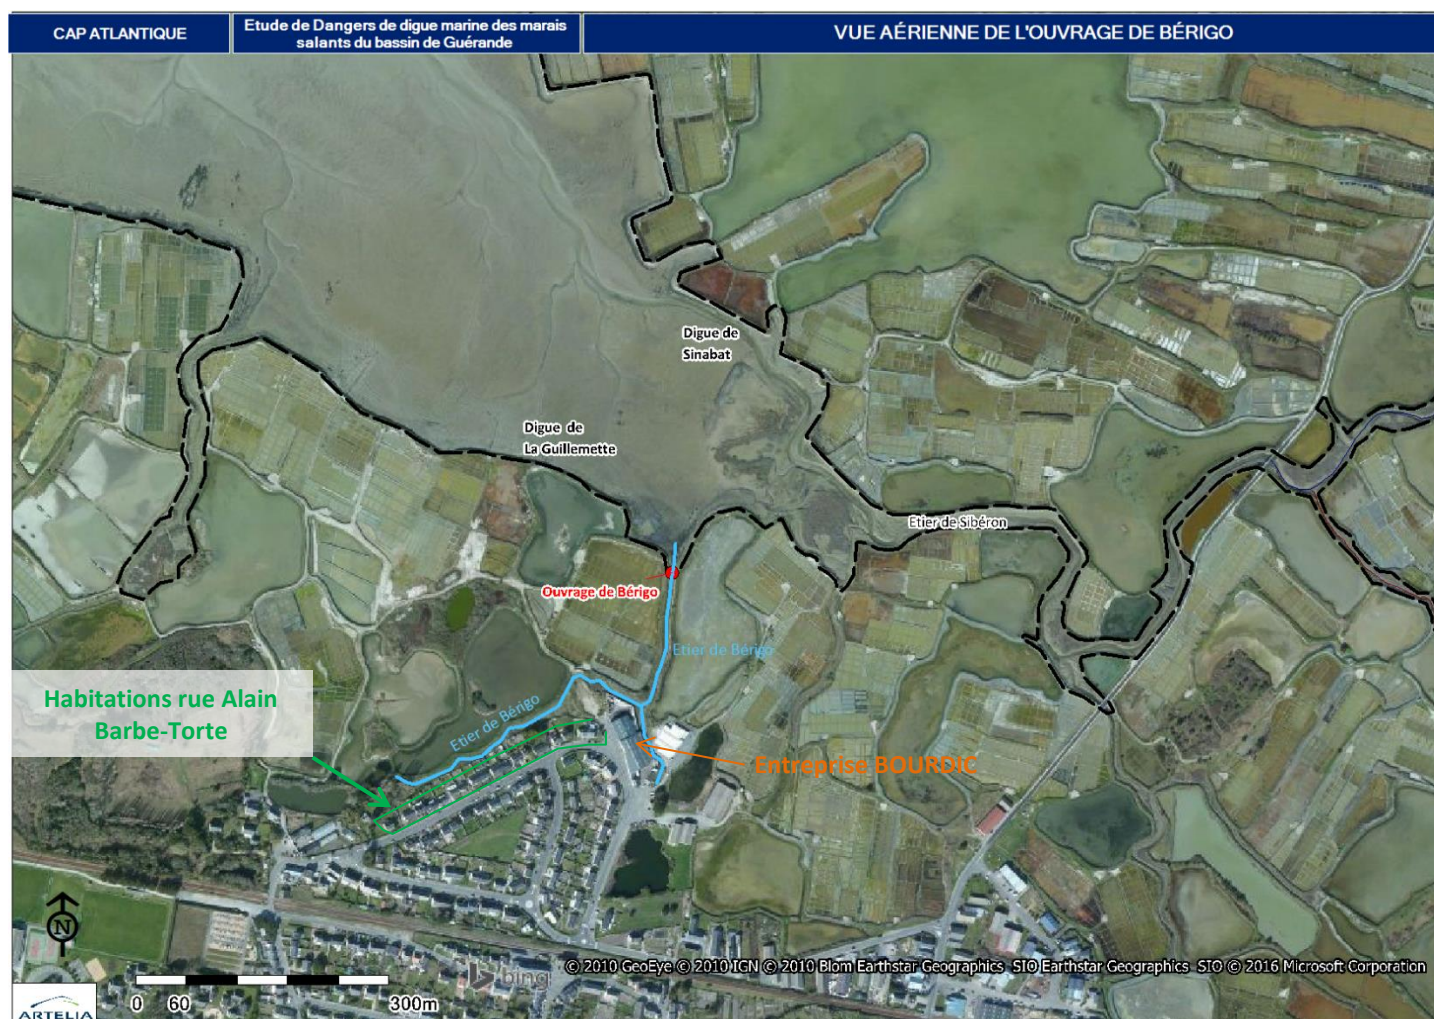 CAP ATLANTIQUE
Etude de Dangers de digue marine des marais
salants du bassin de Guérande
VUE AÉRIENNE DE L'OUVRAGE DE BÉRIGO
Digue de
Sinabat
Digue de
La Guillemette
Etier de Sibéron
Ouvrage de Bérigo
Etier de Bérigo
Habitations rue Alain
Barbe-Torte
Etier de Bérigo
Entreprise BOURDIC
N
bing
© 2010 GeoEye © 2010 IGN © 2010 Blom Earthstar Geographics SIO Earthstar Geographics SIO © 2016 Microsoft Corporation
0 60 300m
ARTELIA